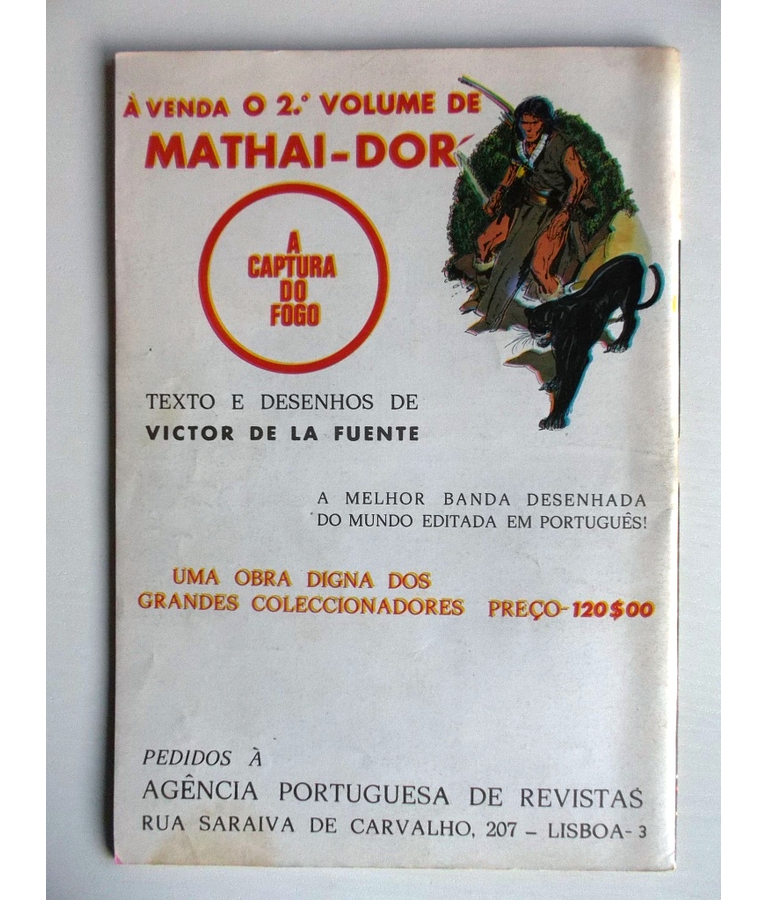 À VENDA O 2.º VOLUME DE
MATHAI-DOR
A
CAPTURA
DO
FOGO
TEXTO E DESENHOS DE
VICTOR DE LA FUENTE
A MELHOR BANDA DESENHADA
DO MUNDO EDITADA EM PORTUGUÊS!
UMA OBRA DIGNA DOS
GRANDES COLECCIONADORES PREÇO-120$00
PEDIDOS À
AGÊNCIA PORTUGUESA DE REVISTAS
RUA SARAIVA DE CARVALHO, 207 – LISBOA-3